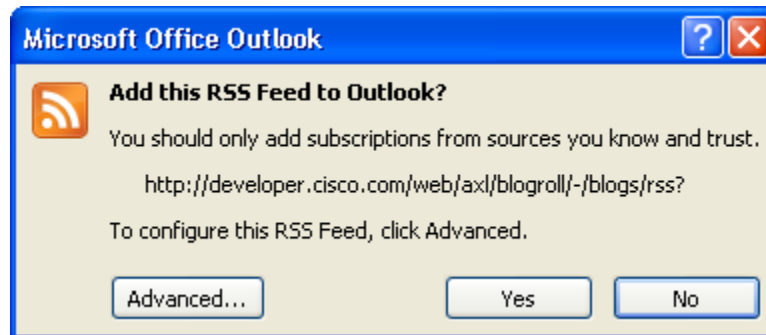 Microsoft Office Outlook
Add this RSS Feed to Outlook?
You should only add subscriptions from sources you know and trust.
http://developer.cisco.com/web/axl/blogroll/-/blogs/rss?
To configure this RSS Feed, click Advanced.
Advanced... Yes No